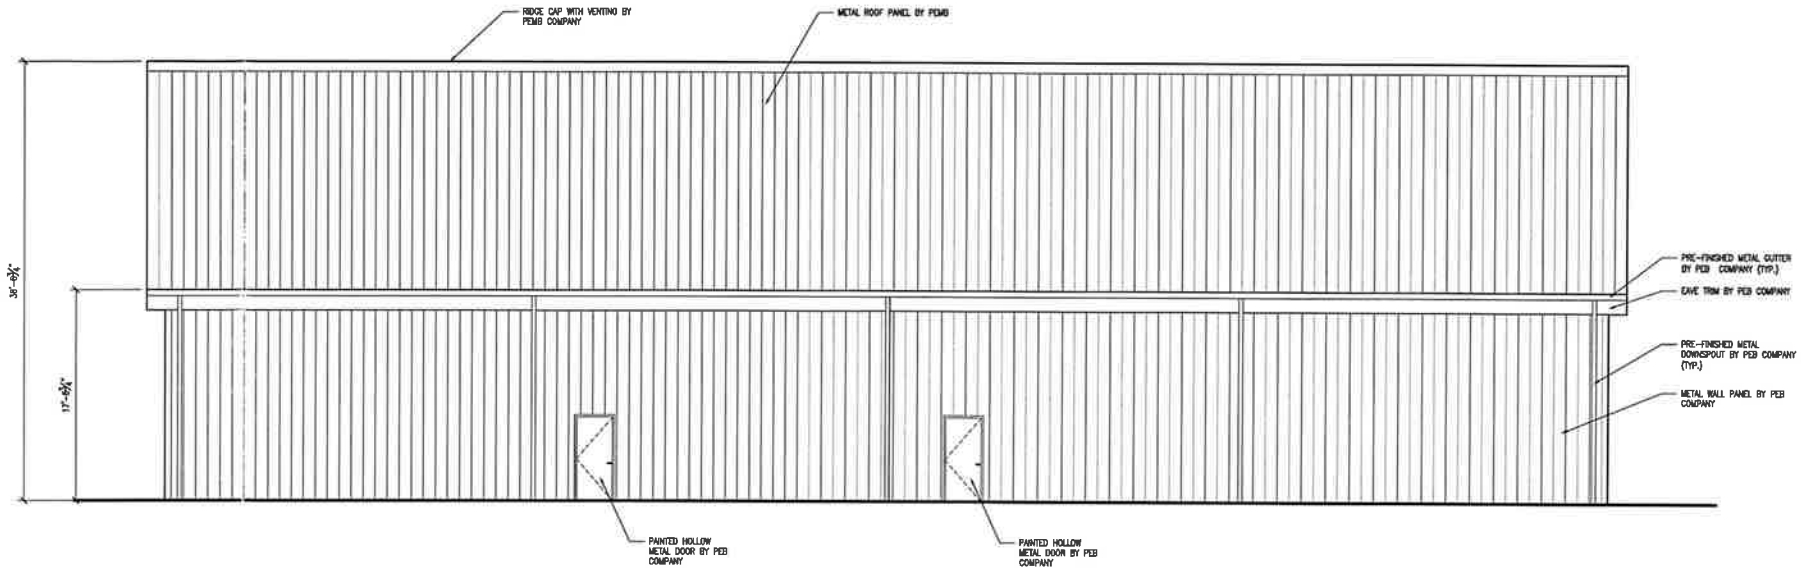 RIDGE CAP WITH VENTING BY
PEMB COMPANY
METAL ROOF PANEL BY PEMB
PRE-FINISHED METAL GUTTER
BY PEB COMPANY (TYP.)
EAVE TRIM BY PEB COMPANY
PRE-FINISHED METAL
DOWNSPOUT BY PEB COMPANY
(TYP.)
METAL WALL PANEL BY PEB
COMPANY
PAINTED HOLLOW
METAL DOOR BY PEB
COMPANY
PAINTED HOLLOW
METAL DOOR BY PEB
COMPANY